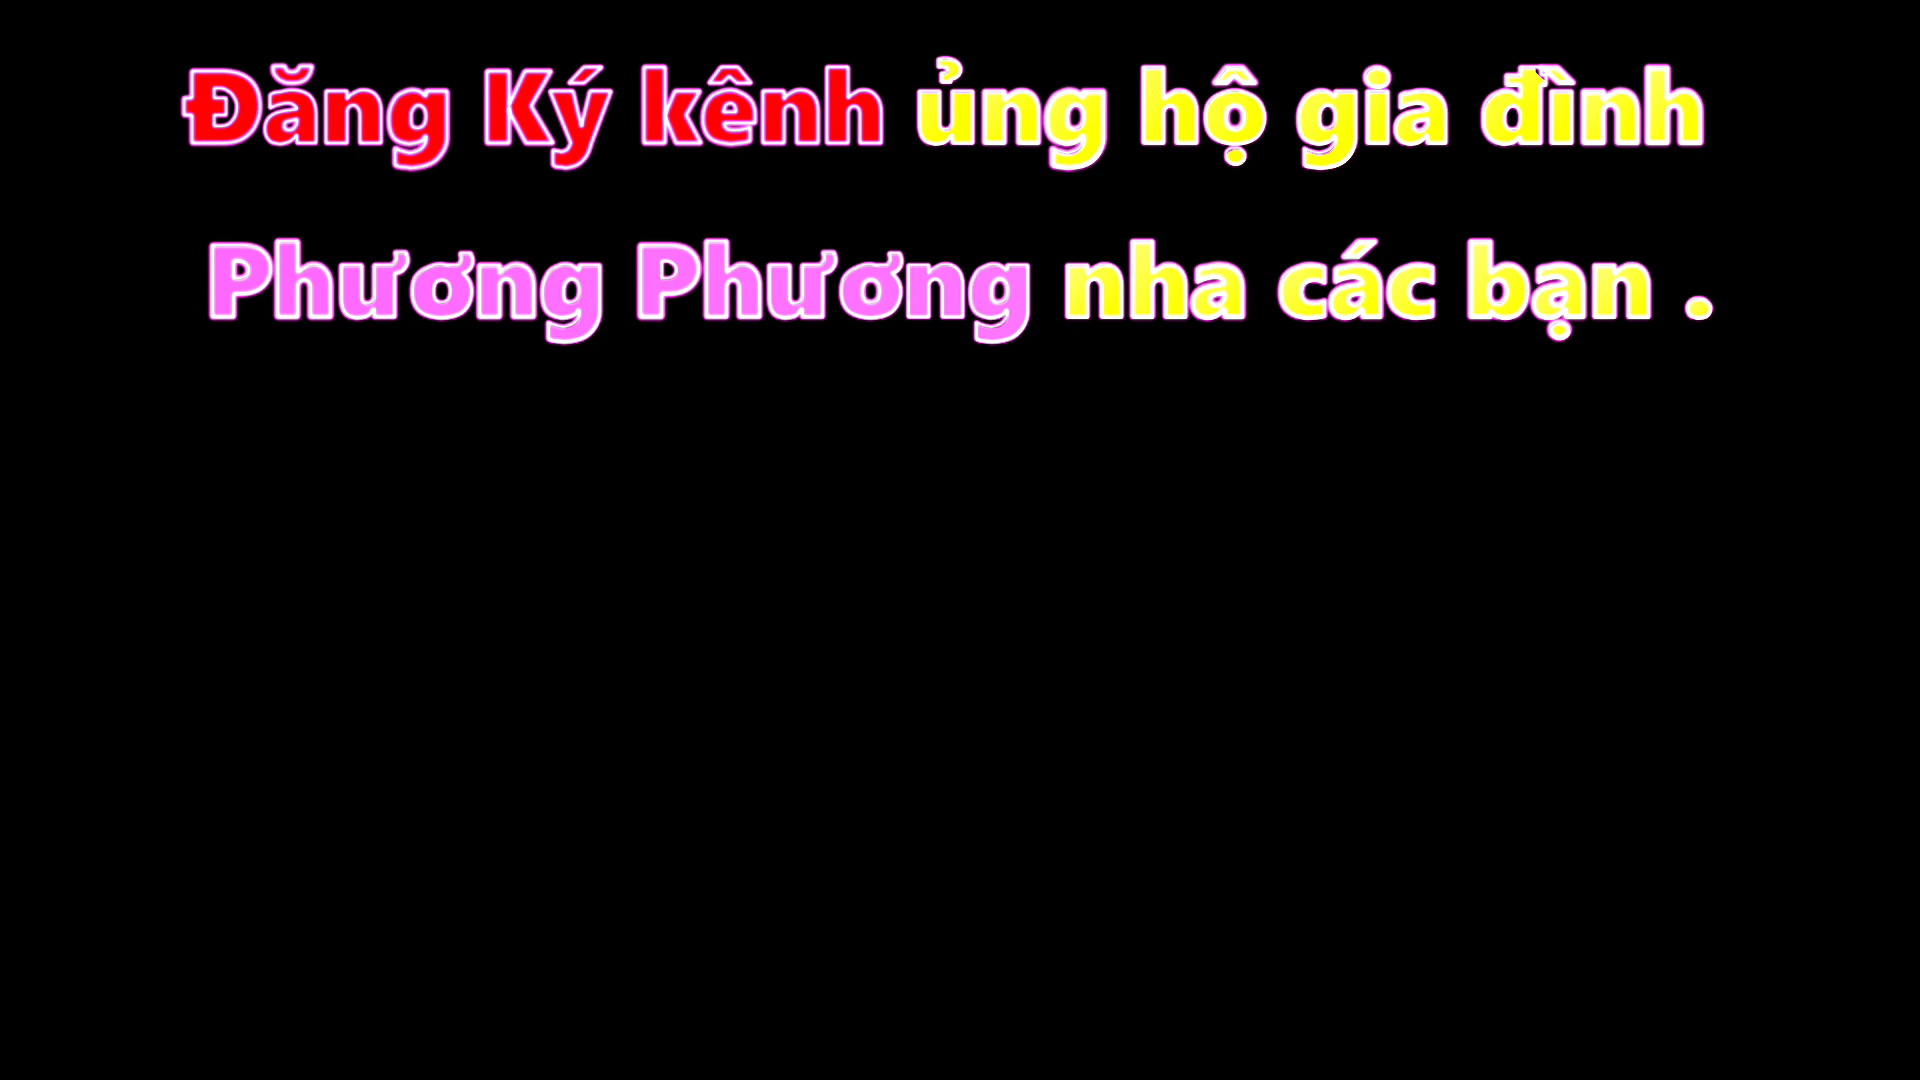 Đăng Ký kênh ủng hộ gia đình
Phương Phương nha các bạn .